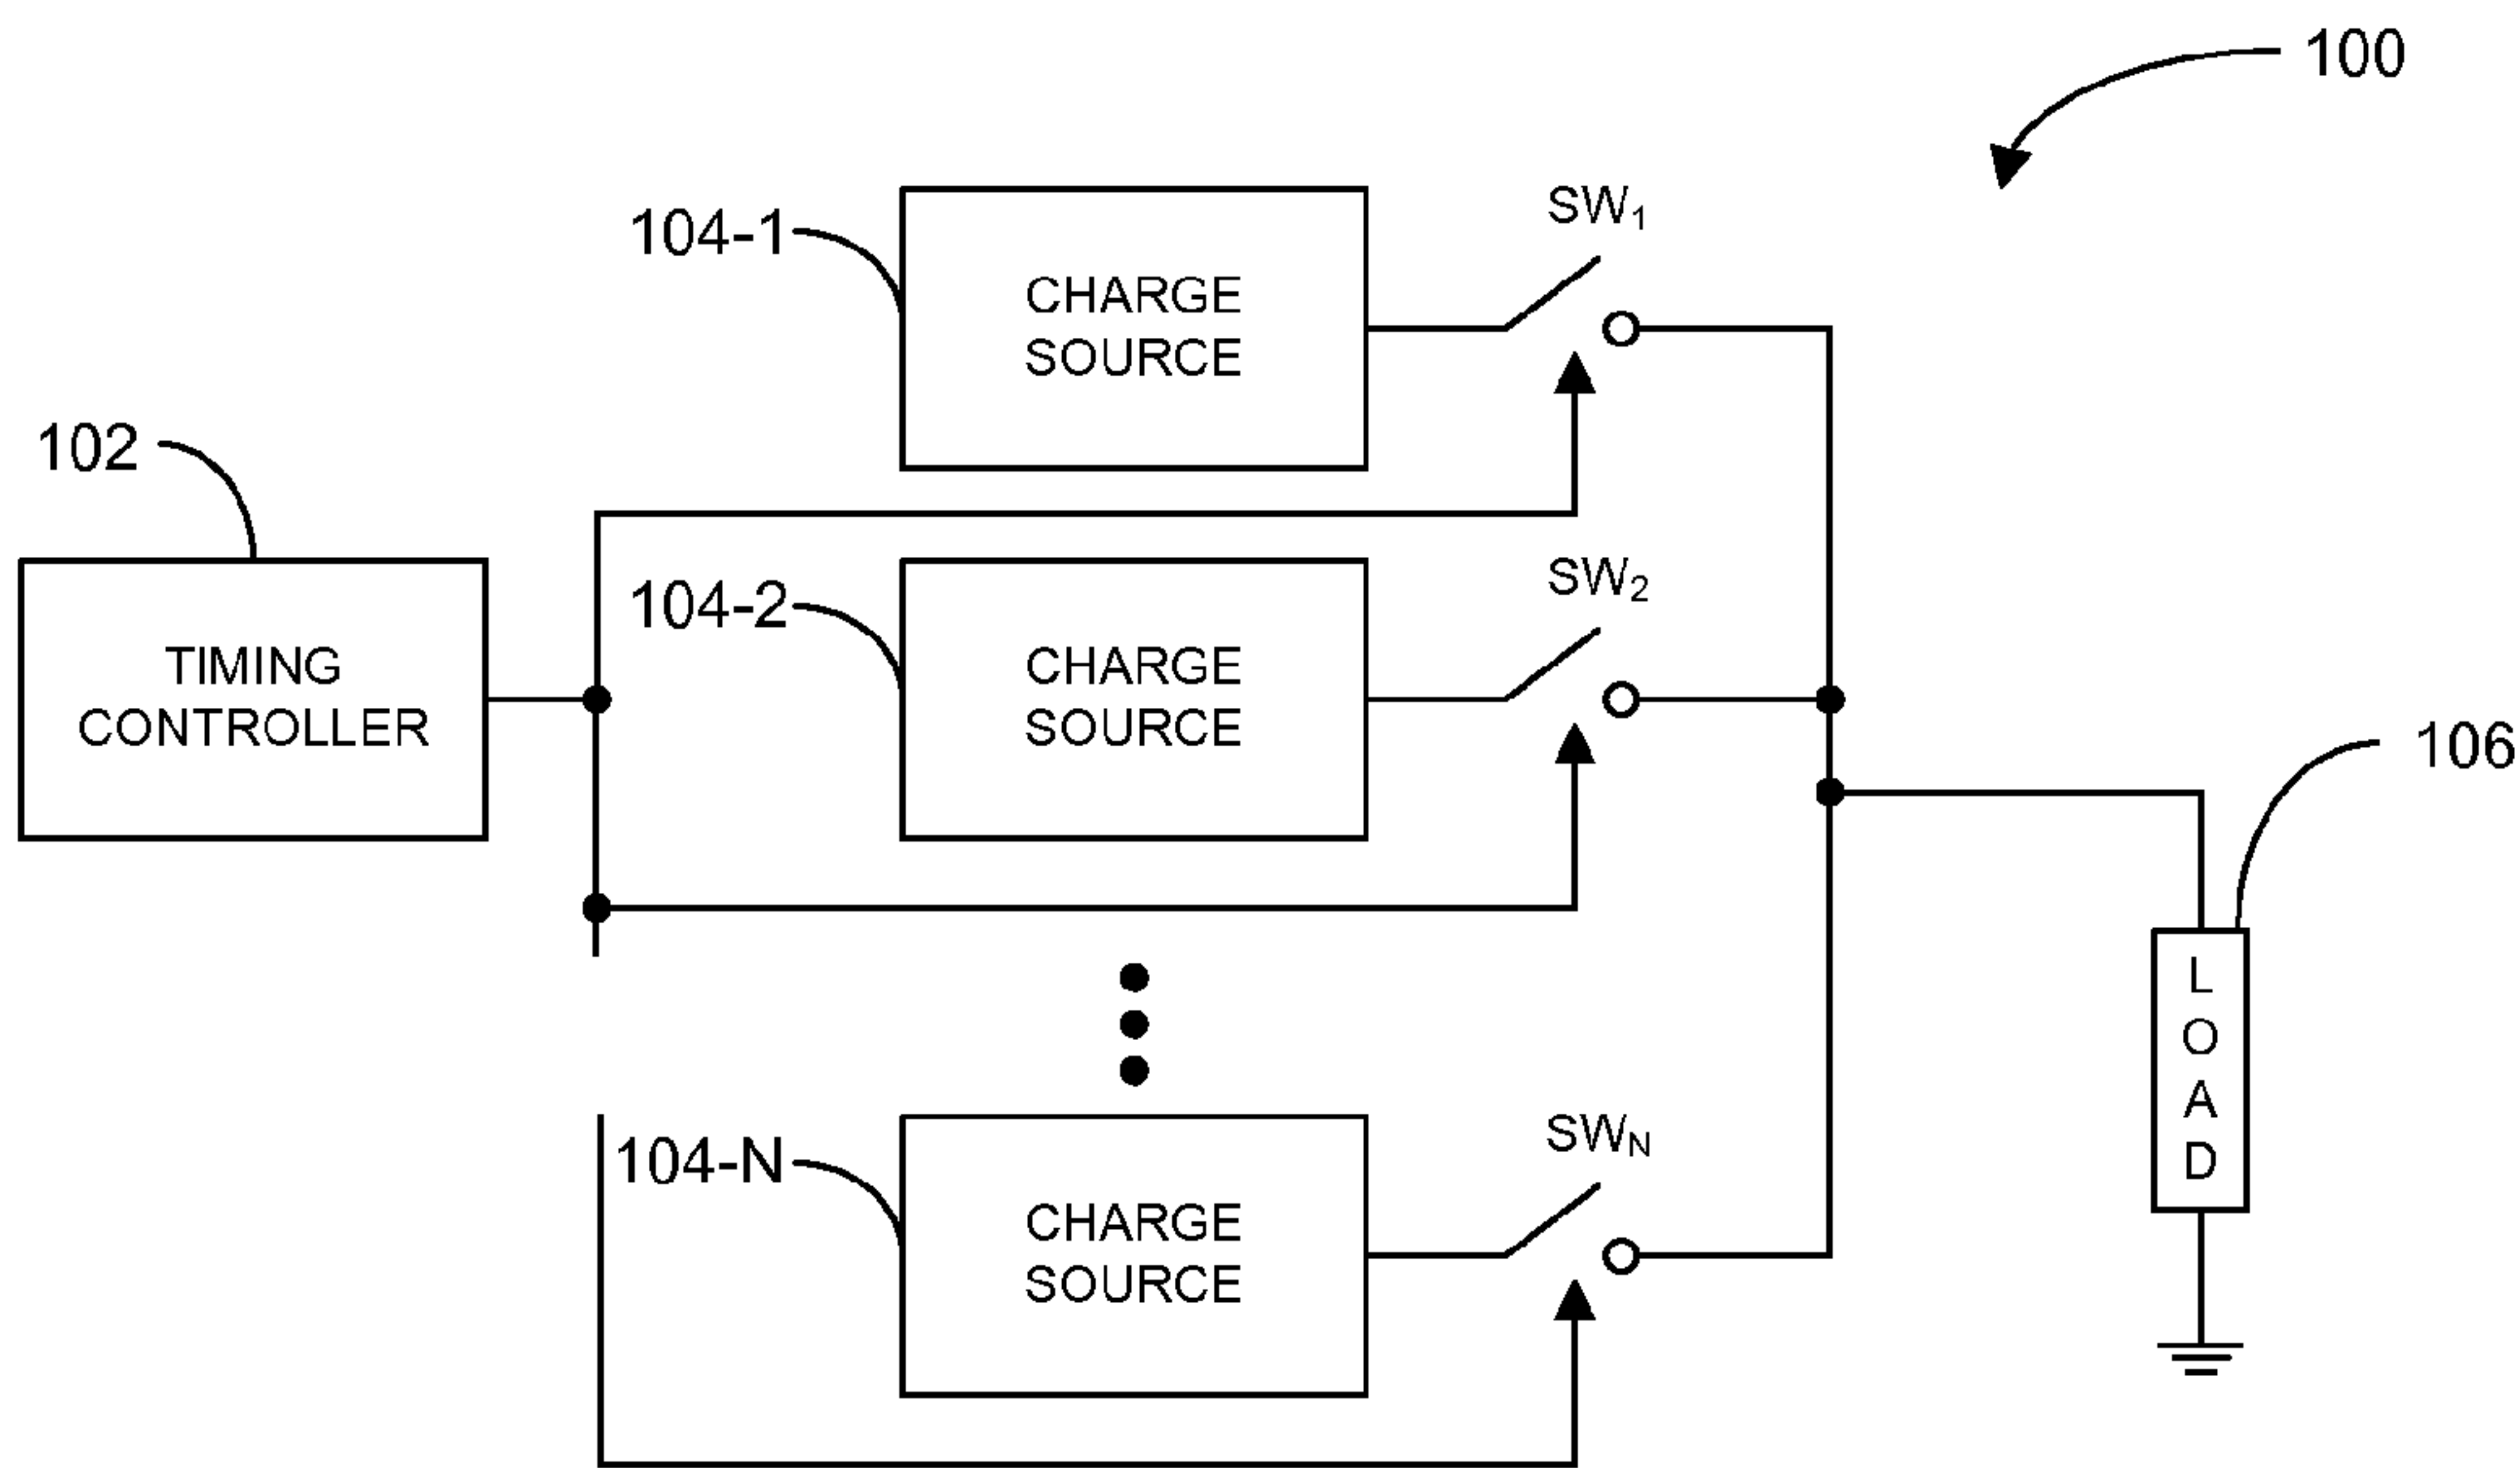 100
104-1
SW1
CHARGE
SOURCE
102
104-2
SW2
TIMING
CONTROLLER
CHARGE
SOURCE
106
LOAD
104-N
SWN
CHARGE
SOURCE